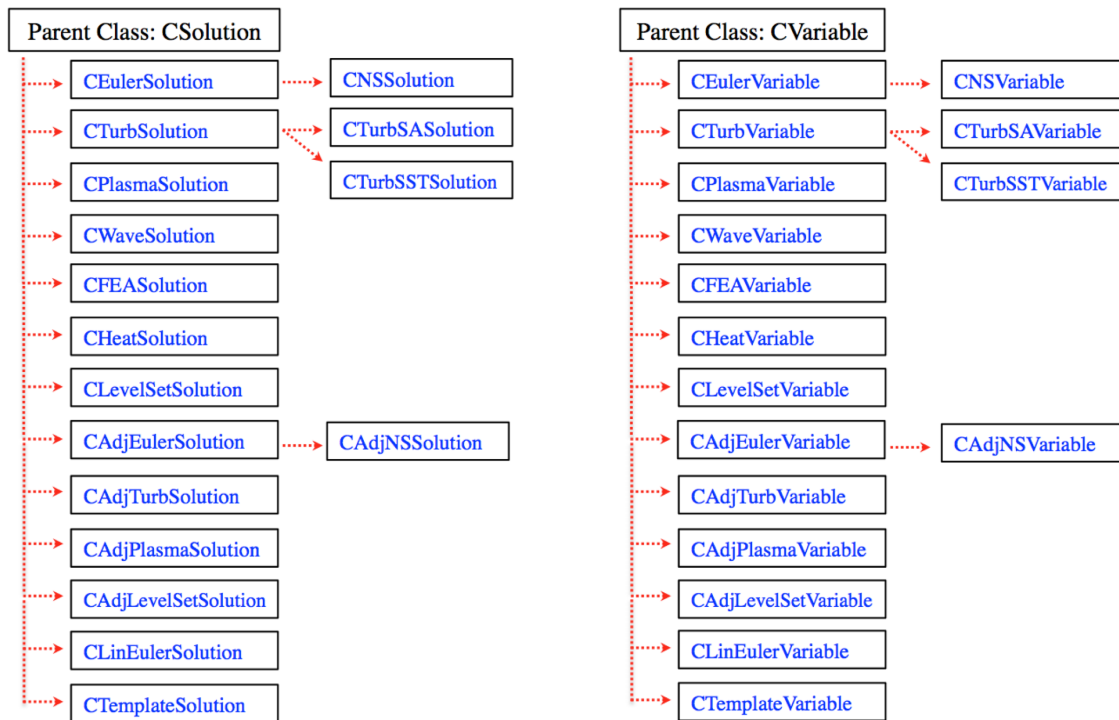 Parent Class: CSolution
CEulerSolution
CNSSolution
CTurbSolution
CTurbSASolution
CTurbSSTSolution
CPlasmaSolution
CWaveSolution
CFEASolution
CHeatSolution
CLevelSetSolution
CAdjEulerSolution
CAdjNSSolution
CAdjTurbSolution
CAdjPlasmaSolution
CAdjLevelSetSolution
CLinEulerSolution
CTemplateSolution
Parent Class: CVariable
CEulerVariable
CNSVariable
CTurbVariable
CTurbSAVariable
CTurbSSTVariable
CPlasmaVariable
CWaveVariable
CFEAVariable
CHeatVariable
CLevelSetVariable
CAdjEulerVariable
CAdjNSVariable
CAdjTurbVariable
CAdjPlasmaVariable
CAdjLevelSetVariable
CLinEulerVariable
CTemplateVariable